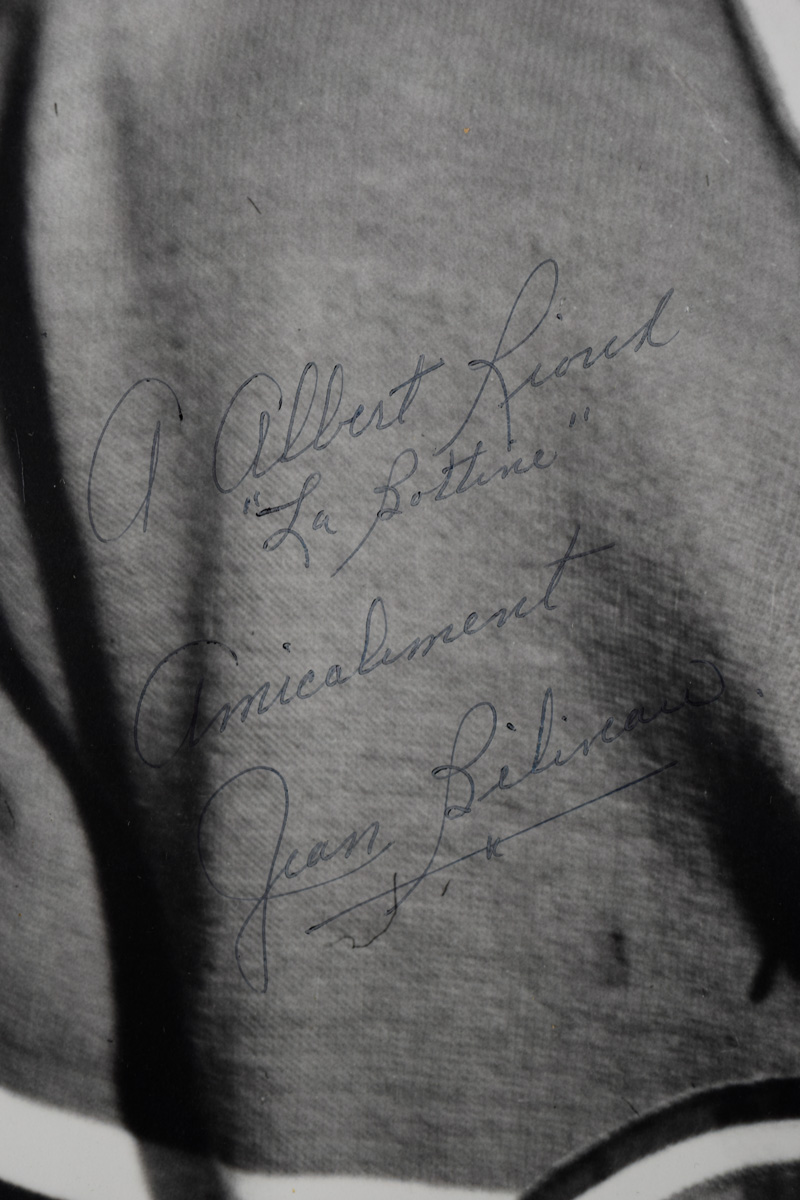 A Albert Rioux
"La Bottine"
Amicalement
Jean Béliveau